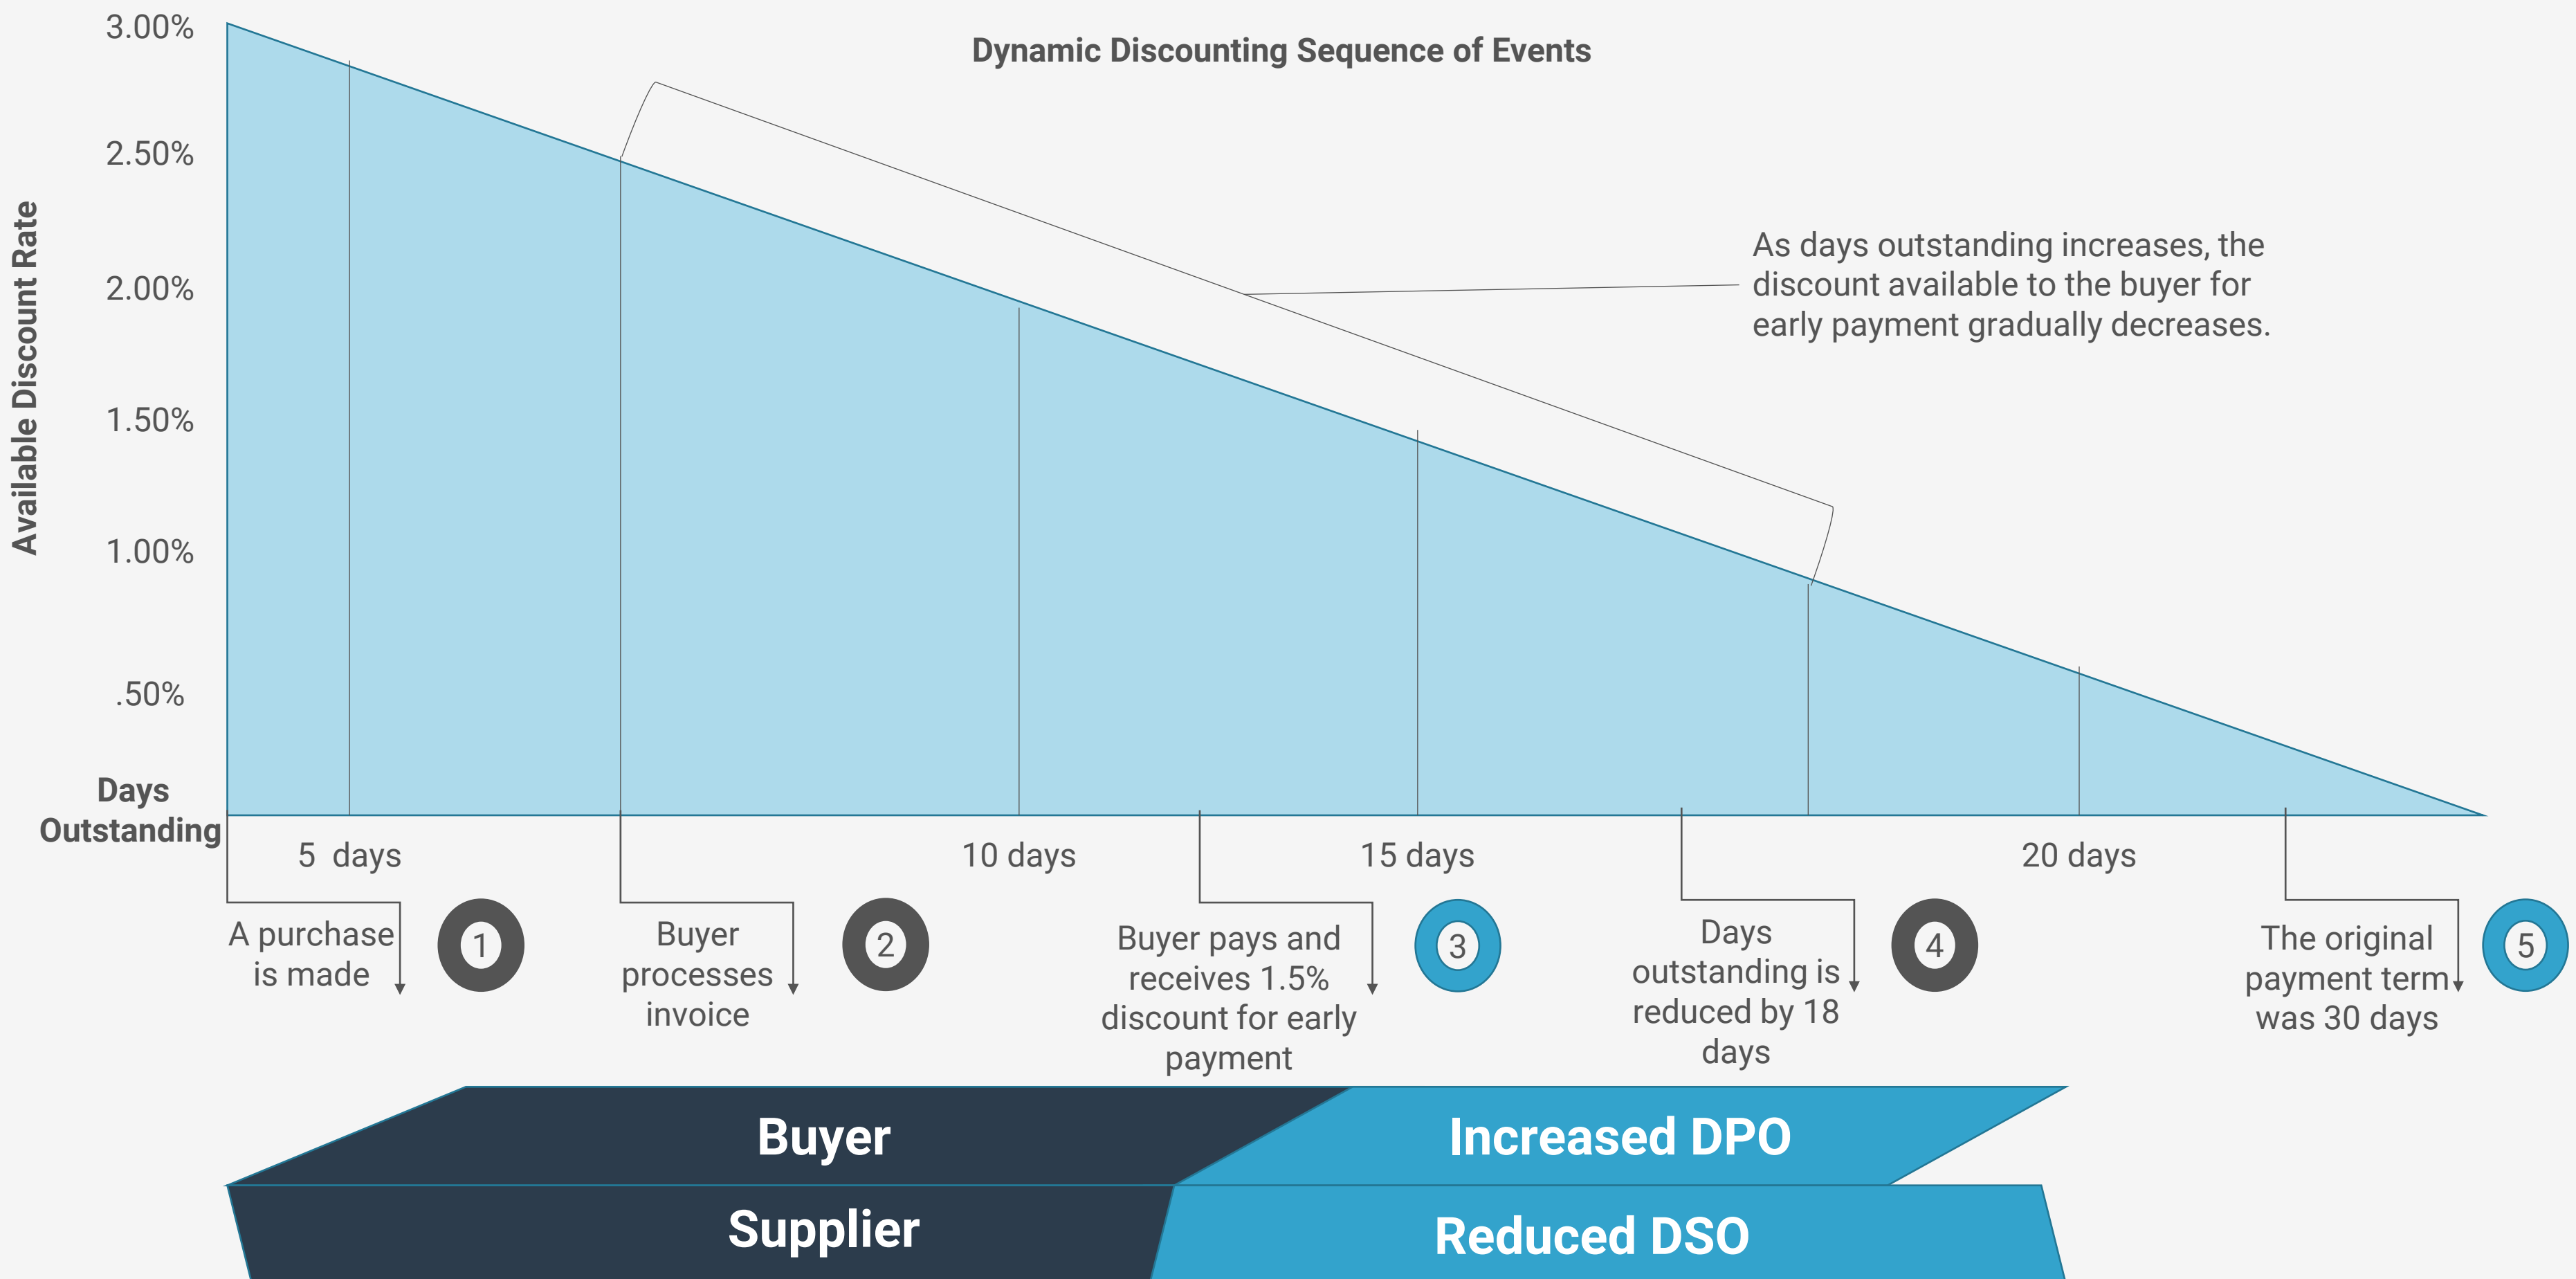 Dynamic Discounting Sequence of Events
Available Discount Rate
3.00%
2.50%
2.00%
1.50%
1.00%
.50%
As days outstanding increases, the
discount available to the buyer for
early payment gradually decreases.
Days
Outstanding
5 days
10 days
15 days
20 days
A purchase
is made
1
Buyer
processes
invoice
2
Buyer pays and
receives 1.5%
discount for early
payment
3
Days
outstanding is
reduced by 18
days
4
The original
payment term
was 30 days
5
Buyer
Increased DPO
Supplier
Reduced DSO